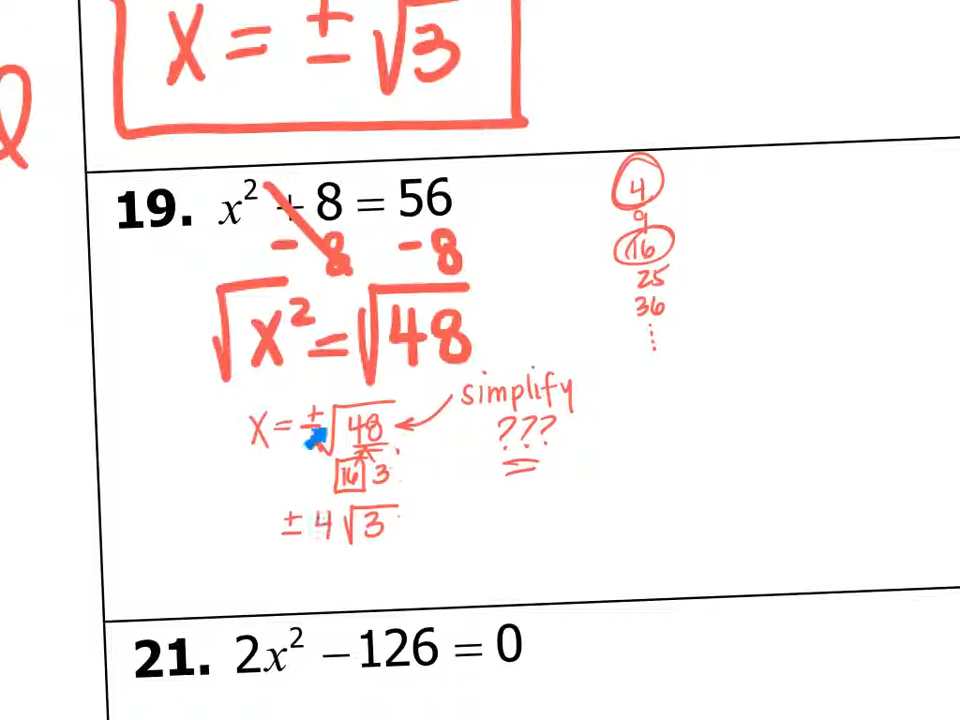 x = ± √3
19. x² + 8 = 56
- 8 - 8
√x² = √48
x = ± √48
16 3
± 4 √3
simplify
???
4
9
16
25
36
⋮
21. 2x² − 126 = 0